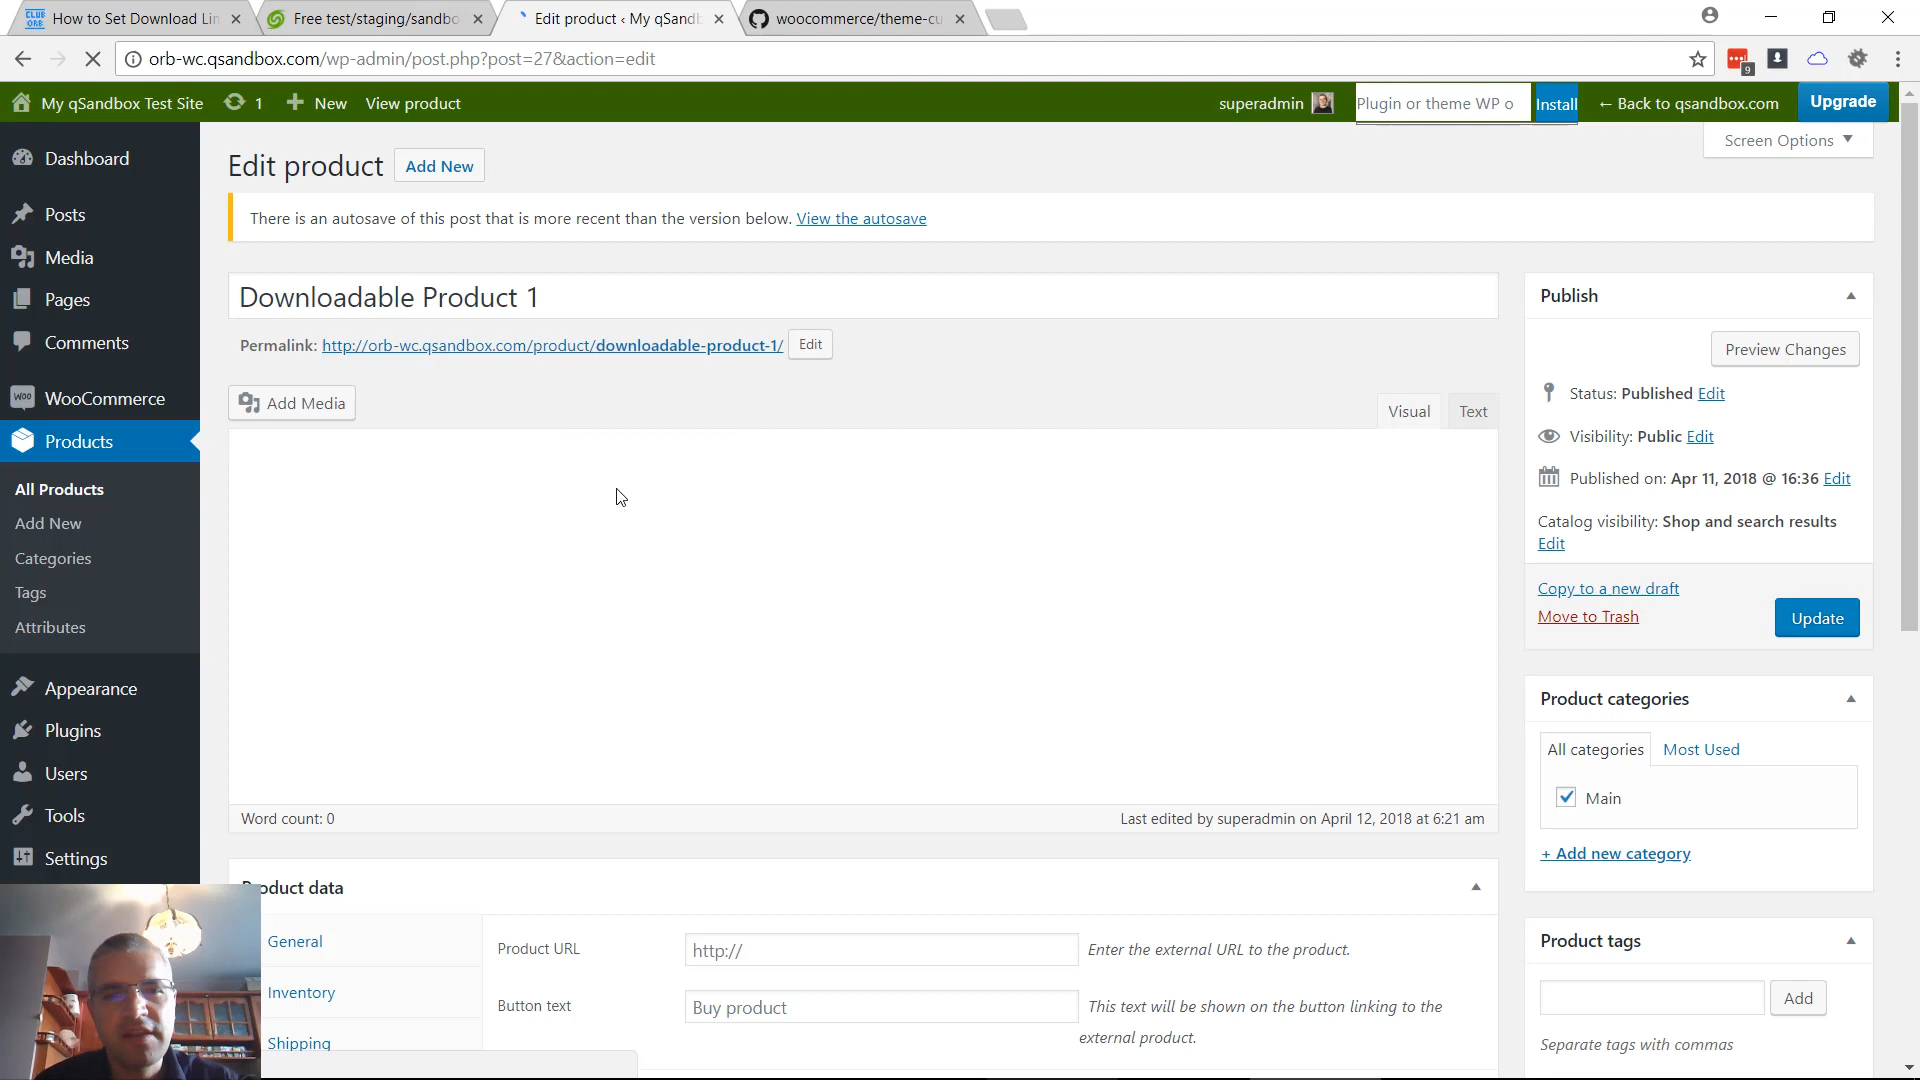 How to Set Download Lin
Free test/staging/sandbo
Edit product ‹ My qSandb
woocommerce/theme-cu
orb-wc.qsandbox.com/wp-admin/post.php?post=27&action=edit
9
My qSandbox Test Site
1
New
View product
superadmin
Plugin or theme WP o
Install
← Back to qsandbox.com
Upgrade
Screen Options
Dashboard
Posts
Media
Pages
Comments
WooCommerce
Products
All Products
Add New
Categories
Tags
Attributes
Appearance
Plugins
Users
Tools
Settings
Edit product
Add New
There is an autosave of this post that is more recent than the version below. View the autosave
Downloadable Product 1
Permalink: http://orb-wc.qsandbox.com/product/downloadable-product-1/
Edit
Add Media
Visual
Text
Word count: 0
Last edited by superadmin on April 12, 2018 at 6:21 am
Product data
General
Inventory
Shipping
Product URL
http://
Enter the external URL to the product.
Button text
Buy product
This text will be shown on the button linking to the
external product.
Publish
Preview Changes
Status: Published Edit
Visibility: Public Edit
Published on: Apr 11, 2018 @ 16:36 Edit
Catalog visibility: Shop and search results
Edit
Copy to a new draft
Move to Trash
Update
Product categories
All categories
Most Used
Main
+ Add new category
Product tags
Add
Separate tags with commas